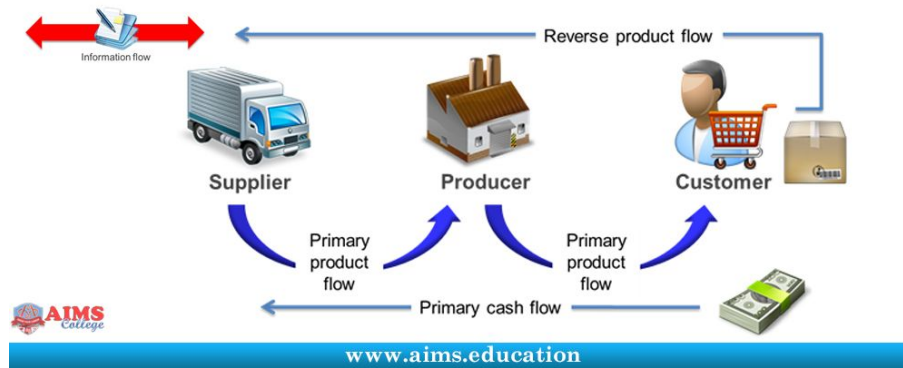 Reverse product flow
Information flow
Supplier
Producer
Customer
Primary
product
flow
Primary
product
flow
Primary cash flow
AIMS
College
www.aims.education